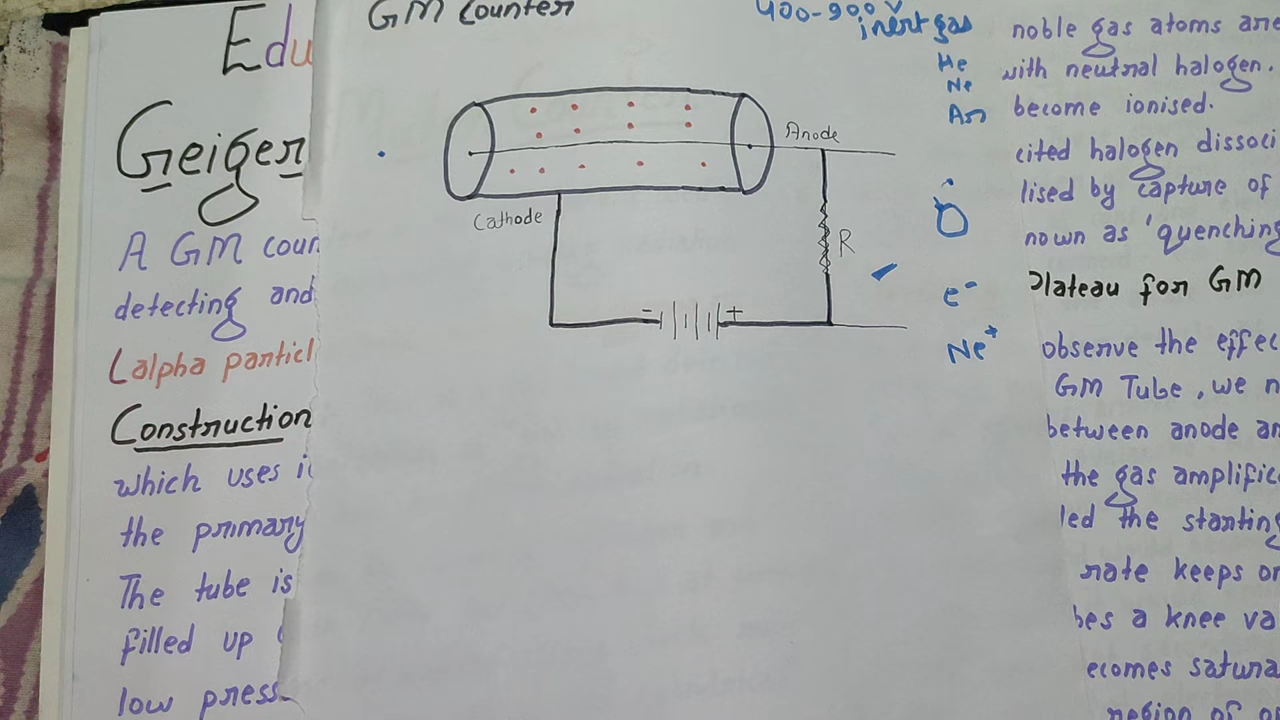 Edu
Geiger
A GM coun
detecting and
(alpha particl
Construction
which uses i
the primary
The tube is
filled up
low press
GM Counter
400-900 V
inert gas
He
Ne
Ar
Anode
Cathode
R
- +
e⁻
Ne⁺
noble gas atoms are
with neutral halogen.
become ionised.
cited halogen dissoci
lised by capture of
nown as 'quenching
Plateau for GM
observe the effec
GM Tube, we n
between anode an
the gas amplific
led the starting
rate keeps on
hes a knee va
ecomes satura
region of op